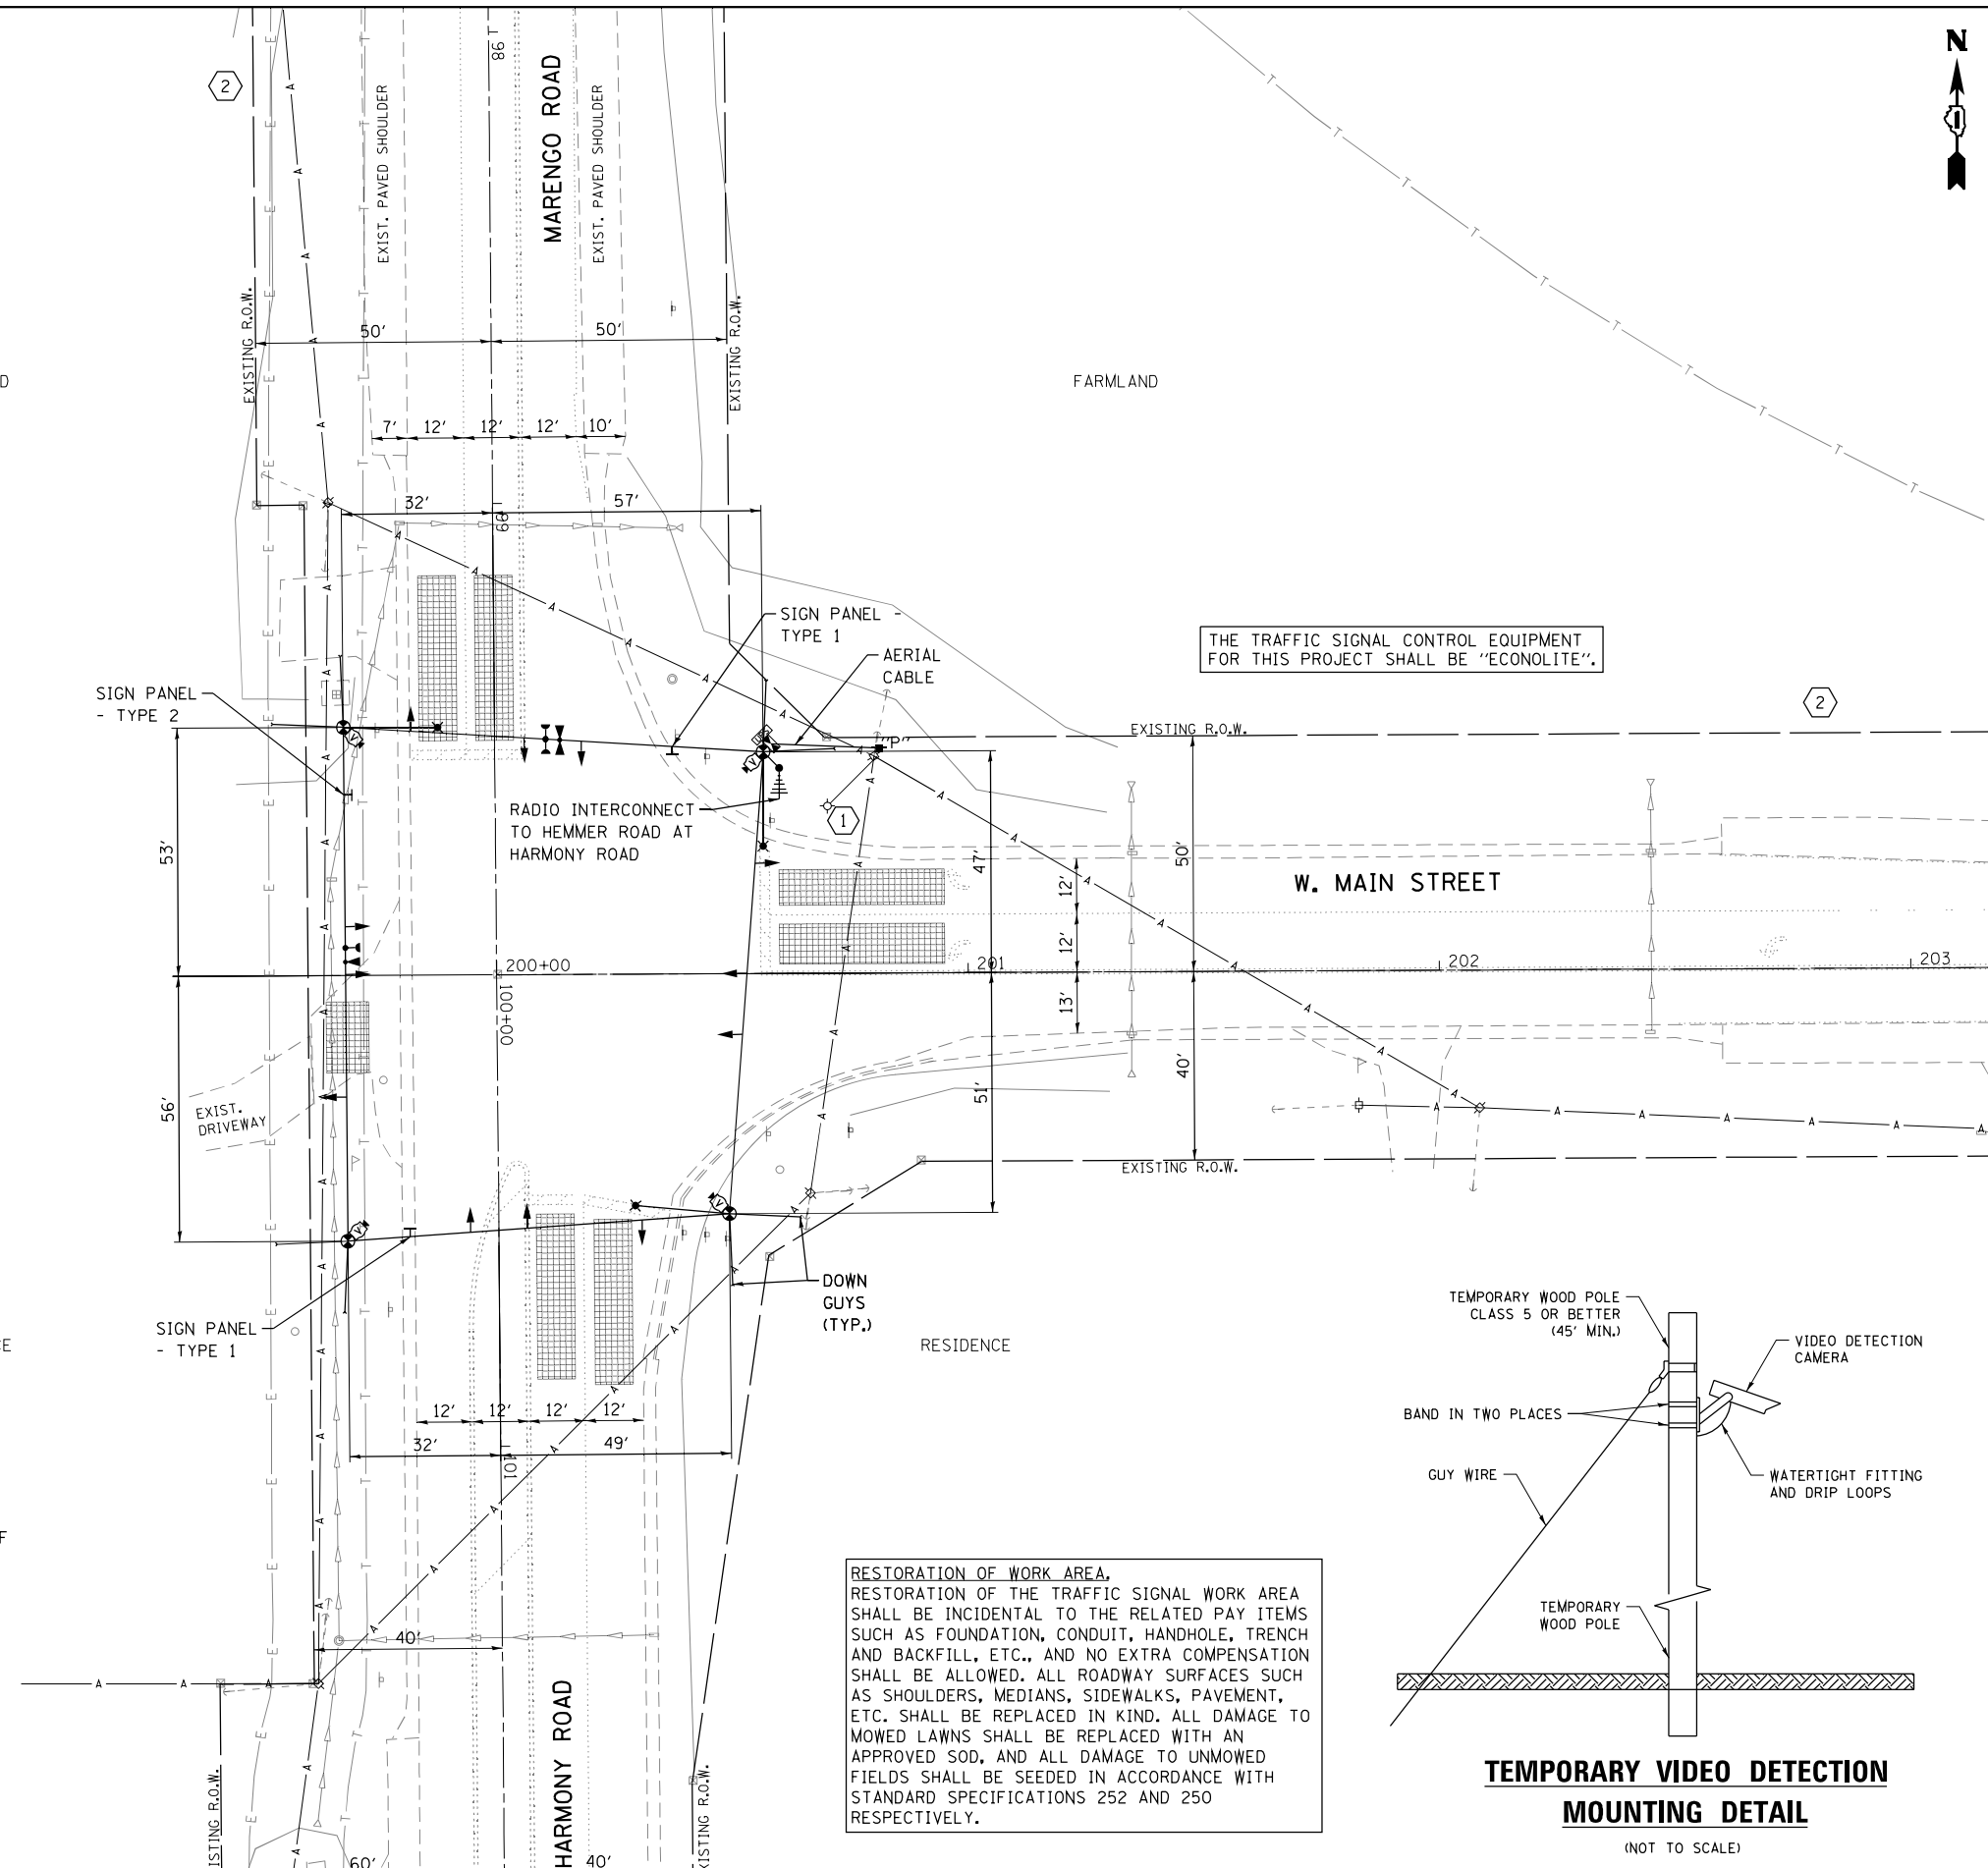 N
2
98
MARENGO ROAD
EXIST. PAVED SHOULDER
EXIST. PAVED SHOULDER
EXISTING R.O.W.
EXISTING R.O.W.
50'
50'
D
FARMLAND
7'
12'
12'
12'
10'
32'
57'
99
SIGN PANEL -
TYPE 1
AERIAL
CABLE
THE TRAFFIC SIGNAL CONTROL EQUIPMENT
FOR THIS PROJECT SHALL BE "ECONOLITE".
SIGN PANEL
- TYPE 2
2
EXISTING R.O.W.
"P"
V
V
RADIO INTERCONNECT
TO HEMMER ROAD AT
HARMONY ROAD
1
53'
47'
50'
12'
12'
13'
W. MAIN STREET
200+00
100+00
201
202
203
56'
51'
40'
EXIST.
DRIVEWAY
EXISTING R.O.W.
V
V
DOWN
GUYS
(TYP.)
SIGN PANEL
- TYPE 1
CE
RESIDENCE
TEMPORARY WOOD POLE
CLASS 5 OR BETTER
(45' MIN.)
VIDEO DETECTION
CAMERA
BAND IN TWO PLACES
GUY WIRE
WATERTIGHT FITTING
AND DRIP LOOPS
12'
12'
12'
12'
32'
49'
101
F
RESTORATION OF WORK AREA.
RESTORATION OF THE TRAFFIC SIGNAL WORK AREA
SHALL BE INCIDENTAL TO THE RELATED PAY ITEMS
SUCH AS FOUNDATION, CONDUIT, HANDHOLE, TRENCH
AND BACKFILL, ETC., AND NO EXTRA COMPENSATION
SHALL BE ALLOWED. ALL ROADWAY SURFACES SUCH
AS SHOULDERS, MEDIANS, SIDEWALKS, PAVEMENT,
ETC. SHALL BE REPLACED IN KIND. ALL DAMAGE TO
MOWED LAWNS SHALL BE REPLACED WITH AN
APPROVED SOD, AND ALL DAMAGE TO UNMOWED
FIELDS SHALL BE SEEDED IN ACCORDANCE WITH
STANDARD SPECIFICATIONS 252 AND 250
RESPECTIVELY.
TEMPORARY
WOOD POLE
40'
HARMONY ROAD
ISTING R.O.W.
XISTING R.O.W.
60'
40'
TEMPORARY VIDEO DETECTION
MOUNTING DETAIL
(NOT TO SCALE)